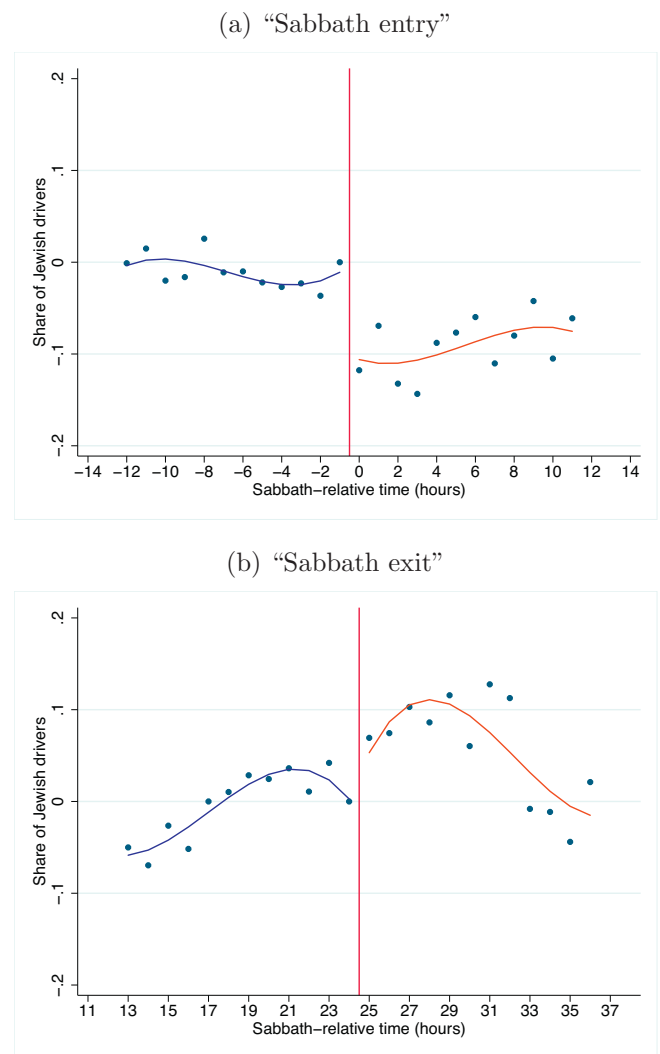 (a) “Sabbath entry”
Share of Jewish drivers
.2
.1
0
-.1
-.2
−14 −12 −10 −8 −6 −4 −2 0 2 4 6 8 10 12 14
Sabbath−relative time (hours)
(b) “Sabbath exit”
Share of Jewish drivers
.2
.1
0
-.1
-.2
11 13 15 17 19 21 23 25 27 29 31 33 35 37
Sabbath−relative time (hours)